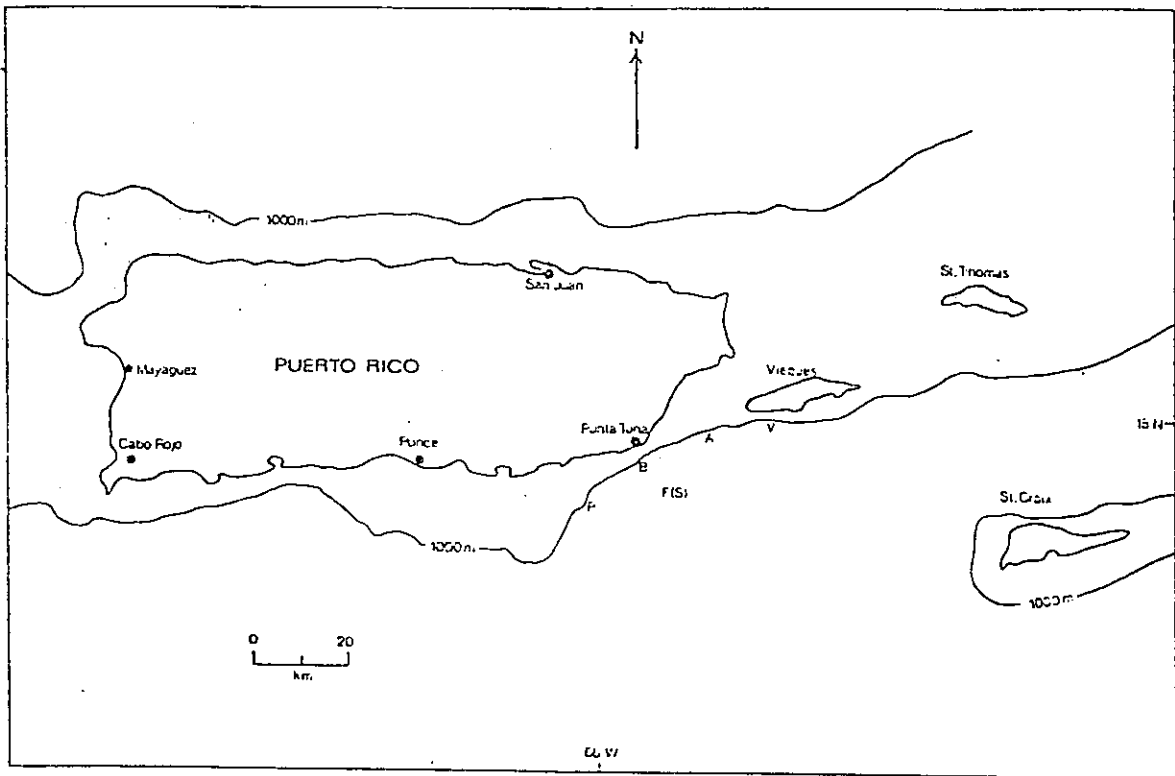 N
1000m
San Juan
St. Thomas
PUERTO RICO
Mayaguez
Vieques
Cabo Rojo
Ponce
Punta Tuna
A
V
B
F(S)
P
St. Croix
1000m
1000m
0 20
km